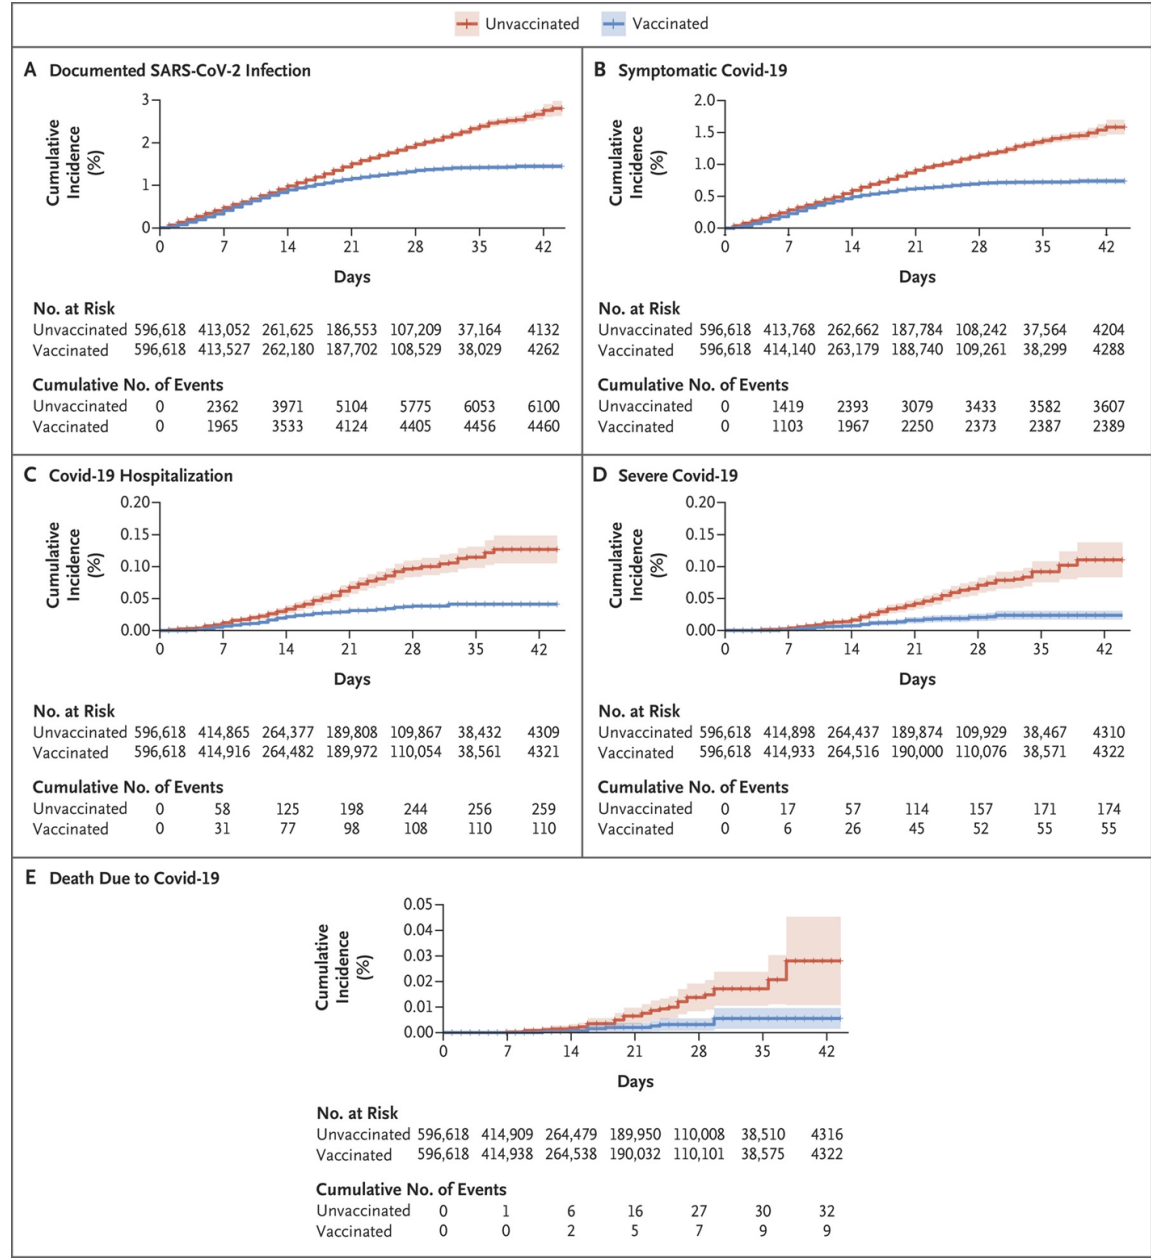 Unvaccinated Vaccinated
A Documented SARS-CoV-2 Infection
Cumulative Incidence (%)
3
2
1
0
0 7 14 21 28 35 42
Days
No. at Risk
Unvaccinated 596,618 413,052 261,625 186,553 107,209 37,164 4132
Vaccinated 596,618 413,527 262,180 187,702 108,529 38,029 4262
Cumulative No. of Events
Unvaccinated 0 2362 3971 5104 5775 6053 6100
Vaccinated 0 1965 3533 4124 4405 4456 4460
B Symptomatic Covid-19
Cumulative Incidence (%)
2.0
1.5
1.0
0.5
0.0
0 7 14 21 28 35 42
Days
No. at Risk
Unvaccinated 596,618 413,768 262,662 187,784 108,242 37,564 4204
Vaccinated 596,618 414,140 263,179 188,740 109,261 38,299 4288
Cumulative No. of Events
Unvaccinated 0 1419 2393 3079 3433 3582 3607
Vaccinated 0 1103 1967 2250 2373 2387 2389
C Covid-19 Hospitalization
Cumulative Incidence (%)
0.20
0.15
0.10
0.05
0.00
0 7 14 21 28 35 42
Days
No. at Risk
Unvaccinated 596,618 414,865 264,377 189,808 109,867 38,432 4309
Vaccinated 596,618 414,916 264,482 189,972 110,054 38,561 4321
Cumulative No. of Events
Unvaccinated 0 58 125 198 244 256 259
Vaccinated 0 31 77 98 108 110 110
D Severe Covid-19
Cumulative Incidence (%)
0.20
0.15
0.10
0.05
0.00
0 7 14 21 28 35 42
Days
No. at Risk
Unvaccinated 596,618 414,898 264,437 189,874 109,929 38,467 4310
Vaccinated 596,618 414,933 264,516 190,000 110,076 38,571 4322
Cumulative No. of Events
Unvaccinated 0 17 57 114 157 171 174
Vaccinated 0 6 26 45 52 55 55
E Death Due to Covid-19
Cumulative Incidence (%)
0.05
0.04
0.03
0.02
0.01
0.00
0 7 14 21 28 35 42
Days
No. at Risk
Unvaccinated 596,618 414,909 264,479 189,950 110,008 38,510 4316
Vaccinated 596,618 414,938 264,538 190,032 110,101 38,575 4322
Cumulative No. of Events
Unvaccinated 0 1 6 16 27 30 32
Vaccinated 0 0 2 5 7 9 9